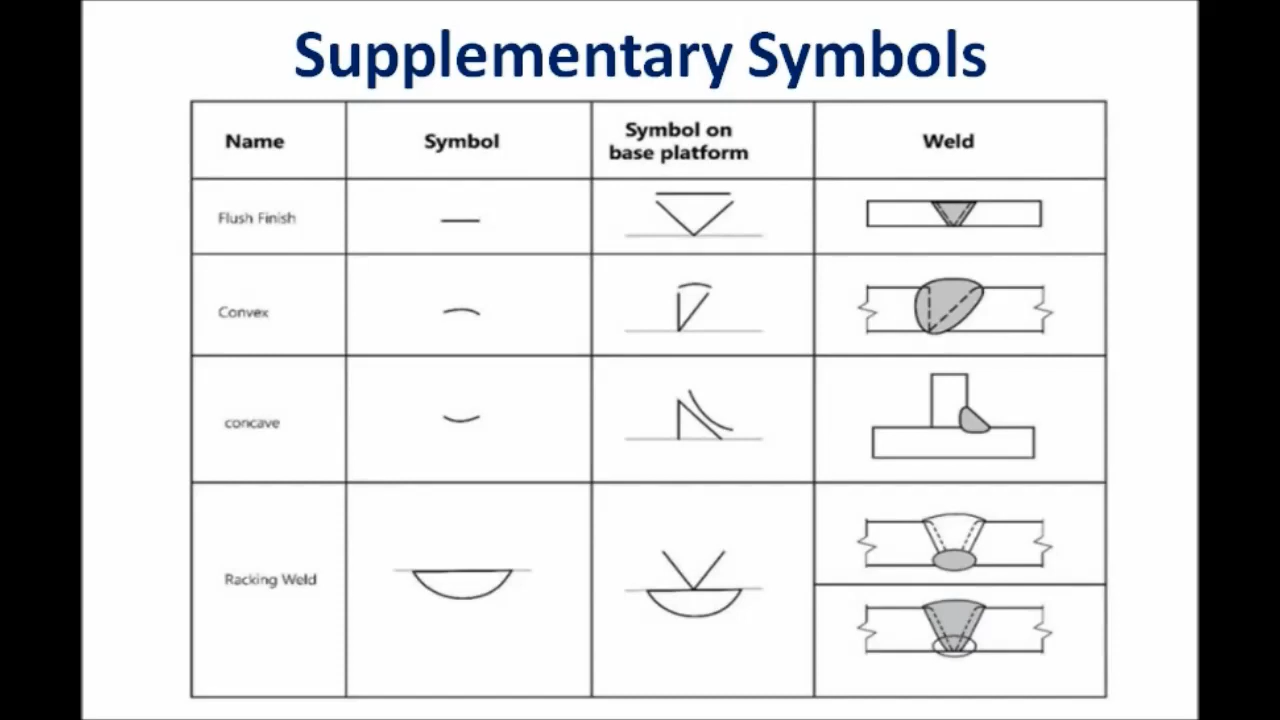 Supplementary Symbols
Name
Symbol
Symbol on
base platform
Weld
Flush Finish
Convex
concave
Racking Weld